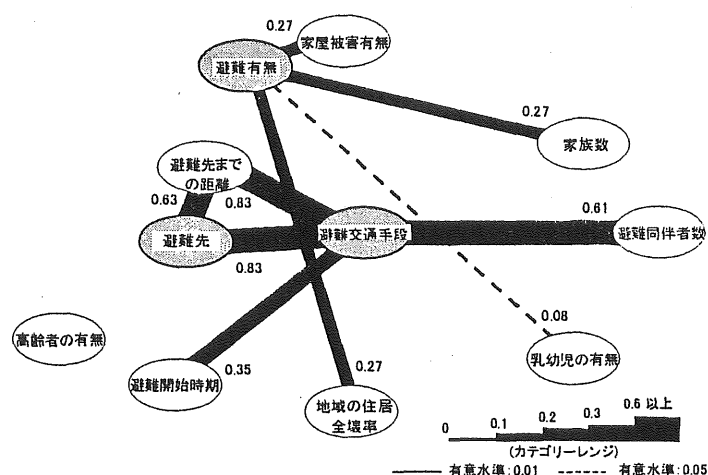 0.27
家屋被害有無
避難有無
0.27
家族数
避難先まで
の距離
0.63
0.83
0.61
避難先
避難交通手段
避難同伴者数
0.83
0.08
高齢者の有無
乳幼児の有無
避難開始時期
0.35
0.27
地域の住居
全壊率
0
0.1
0.2
0.3
0.6 以上
(カテゴリーレンジ)
有意水準:0.01
有意水準:0.05